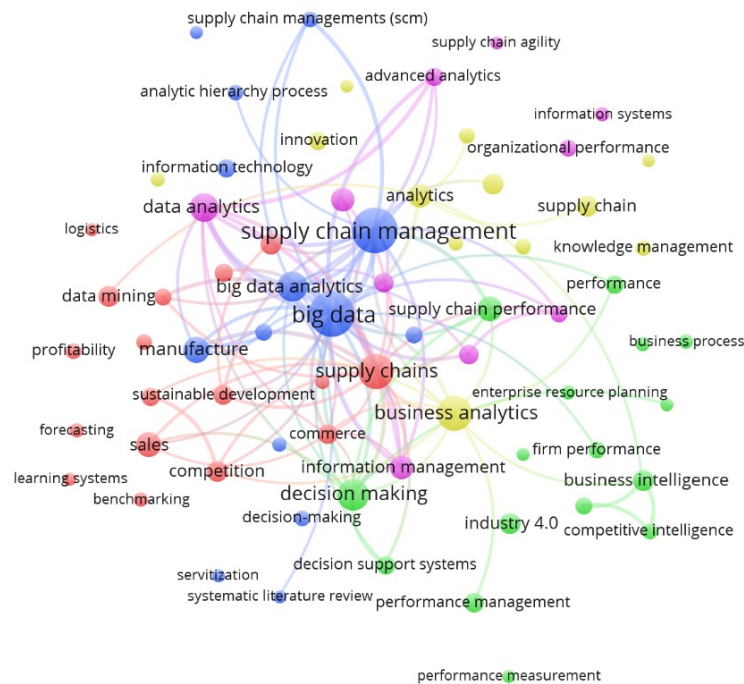 supply chain managements (scm)
supply chain agility
advanced analytics
analytic hierarchy process
information systems
innovation
organizational performance
information technology
analytics
data analytics
supply chain
logistics
supply chain management
knowledge management
big data analytics
performance
data mining
supply chain performance
big data
business process
profitability
manufacture
supply chains
sustainable development
enterprise resource planning
business analytics
forecasting
commerce
sales
firm performance
competition
information management
learning systems
business intelligence
decision making
benchmarking
decision-making
industry 4.0
competitive intelligence
decision support systems
servitization
systematic literature review
performance management
performance measurement